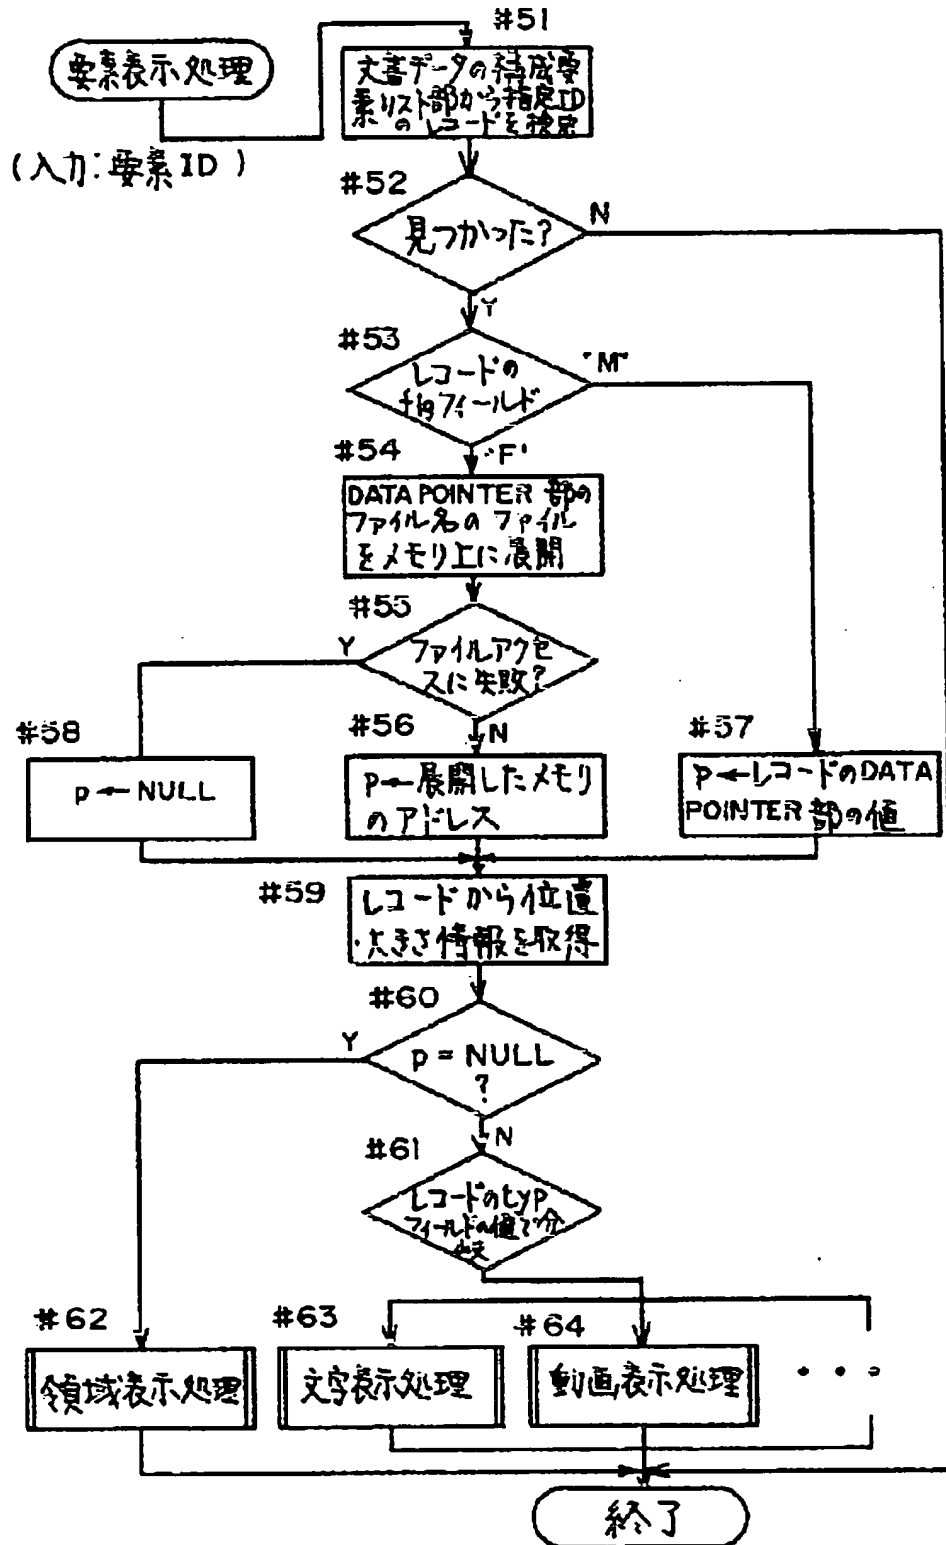 #51
要素表示処理
文書データの構成要
素リスト部から指定ID
のレコードを検索
(入力:要素ID)
#52
見つかった?
N
Y
#53
レコードの
flgフィールド
"M"
"F"
#54
DATA POINTER 部の
ファイル名のファイル
をメモリ上に展開
#55
ファイルアクセ
スに失敗?
Y
N
#58
p ← NULL
#56
p ← 展開したメモリ
のアドレス
#57
p ← レコードのDATA
POINTER 部の値
#59
レコードから位置
・大きさ情報を取得
#60
p = NULL
?
Y
N
#61
レコードのtyp
フィールドの値で分
岐
#62
領域表示処理
#63
文字表示処理
#64
動画表示処理
・・・
終了